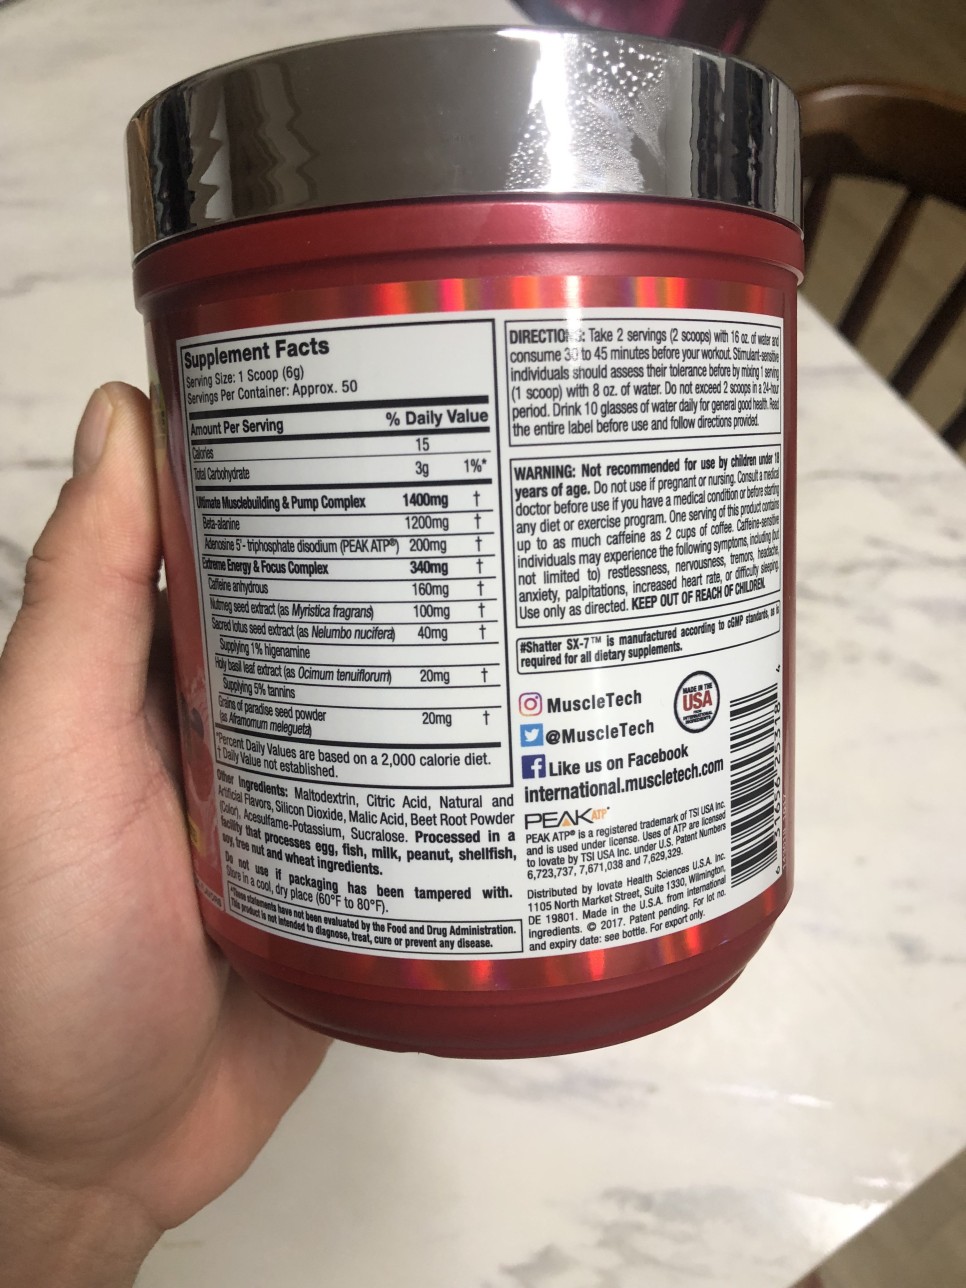 Supplement Facts
Serving Size: 1 Scoop (6g)
Servings Per Container: Approx. 50
Amount Per Serving % Daily Value
Calories 15
Total Carbohydrate 3g 1%*
Ultimate Musclebuilding & Pump Complex 1400mg †
Beta-alanine 1200mg †
Adenosine 5'- triphosphate disodium (PEAK ATP®) 200mg †
Extreme Energy & Focus Complex 340mg †
Caffeine anhydrous 160mg †
Nutmeg seed extract (as Myristica fragrans) 100mg †
Sacred lotus seed extract (as Nelumbo nucifera) 40mg †
Supplying 1% higenamine
Holy basil leaf extract (as Ocimum tenuiflorum) 20mg †
Supplying 5% tannins
Grains of paradise seed powder
(as Aframomum melegueta) 20mg †
*Percent Daily Values are based on a 2,000 calorie diet.
† Daily Value not established.
Other Ingredients: Maltodextrin, Citric Acid, Natural and
Artificial Flavors, Silicon Dioxide, Malic Acid, Beet Root Powder
(Color), Acesulfame-Potassium, Sucralose. Processed in a
facility that processes egg, fish, milk, peanut, shellfish,
soy, tree nut and wheat ingredients.
Do not use if packaging has been tampered with.
Store in a cool, dry place (60°F to 80°F).
*These statements have not been evaluated by the Food and Drug Administration.
This product is not intended to diagnose, treat, cure or prevent any disease.
DIRECTIONS: Take 2 servings (2 scoops) with 16 oz. of water and
consume 30 to 45 minutes before your workout. Stimulant-sensitive
individuals should assess their tolerance before by mixing 1 serving
(1 scoop) with 8 oz. of water. Do not exceed 2 scoops in a 24-hour
period. Drink 10 glasses of water daily for general good health. Read
the entire label before use and follow directions provided.
WARNING: Not recommended for use by children under 18
years of age. Do not use if pregnant or nursing. Consult a medical
doctor before use if you have a medical condition or before starting
any diet or exercise program. One serving of this product contains
up to as much caffeine as 2 cups of coffee. Caffeine-sensitive
individuals may experience the following symptoms, including (but
not limited to) restlessness, nervousness, tremors, headache,
anxiety, palpitations, increased heart rate, or difficulty sleeping.
Use only as directed. KEEP OUT OF REACH OF CHILDREN.
#Shatter SX-7™ is manufactured according to cGMP standards, as is
required for all dietary supplements.
MuscleTech
@MuscleTech
Like us on Facebook
international.muscletech.com
MADE IN THE
USA
FROM
INTERNATIONAL
INGREDIENTS
PEAK ATP®
PEAK ATP® is a registered trademark of TSI USA Inc.
and is used under license. Uses of ATP are licensed
to Iovate by TSI USA Inc. under U.S. Patent Numbers
6,723,737, 7,671,038 and 7,629,329.
Distributed by Iovate Health Sciences U.S.A. Inc.
1105 North Market Street, Suite 1330, Wilmington,
DE 19801. Made in the U.S.A. from international
ingredients. © 2017. Patent pending. For lot no.
and expiry date: see bottle. For export only.